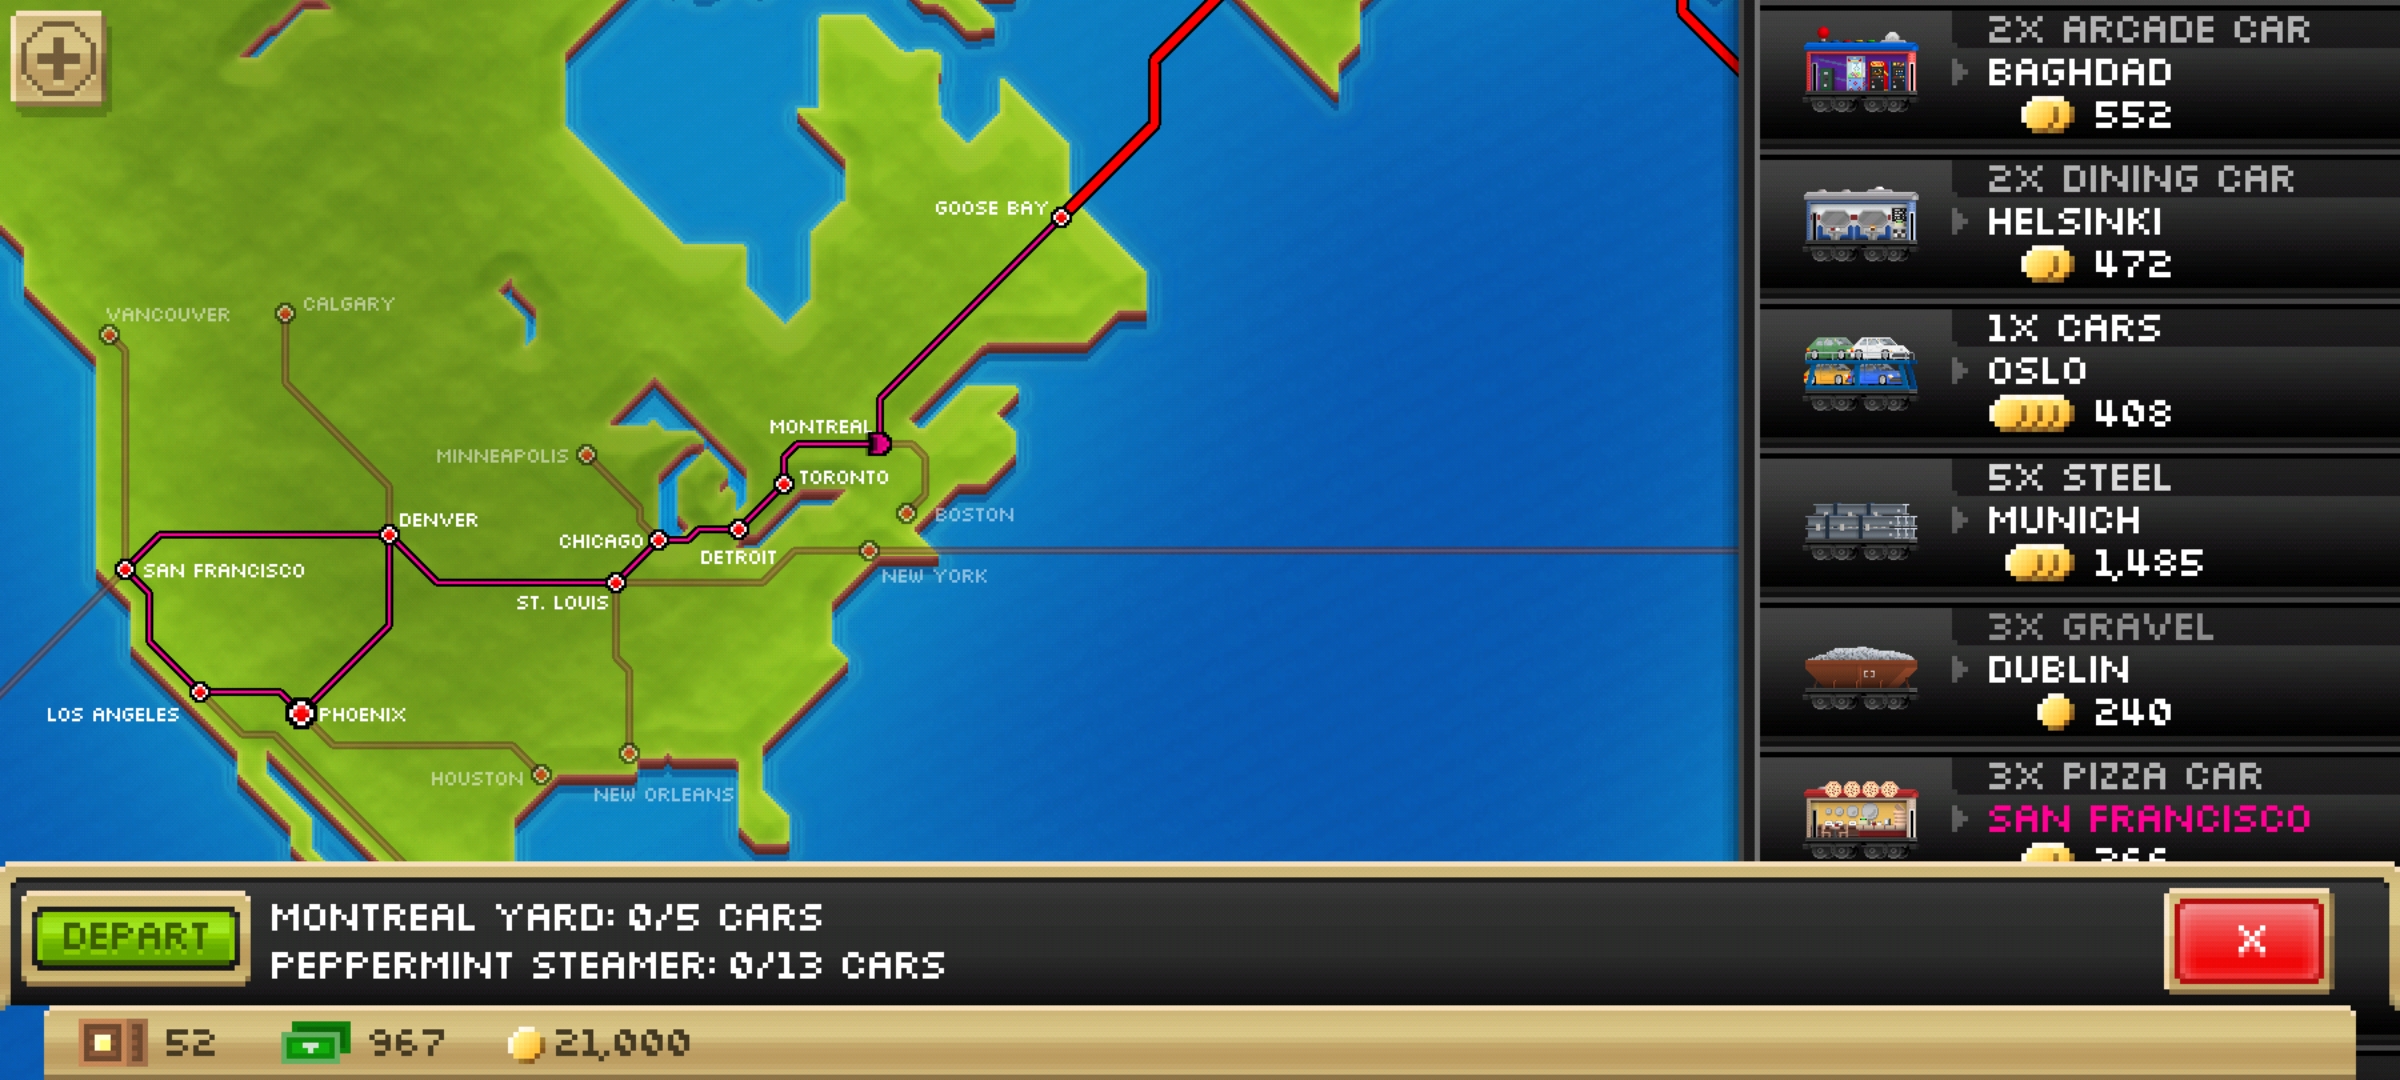 GOOSE BAY
VANCOUVER
CALGARY
MONTREAL
MINNEAPOLIS
TORONTO
BOSTON
DENVER
CHICAGO
DETROIT
SAN FRANCISCO
NEW YORK
ST. LOUIS
LOS ANGELES
PHOENIX
HOUSTON
NEW ORLEANS
2X ARCADE CAR
BAGHDAD
552
2X DINING CAR
HELSINKI
472
1X CARS
OSLO
408
5X STEEL
MUNICH
1,485
3X GRAVEL
DUBLIN
240
3X PIZZA CAR
SAN FRANCISCO
DEPART
MONTREAL YARD: 0/5 CARS
PEPPERMINT STEAMER: 0/13 CARS
X
52
967
21,000